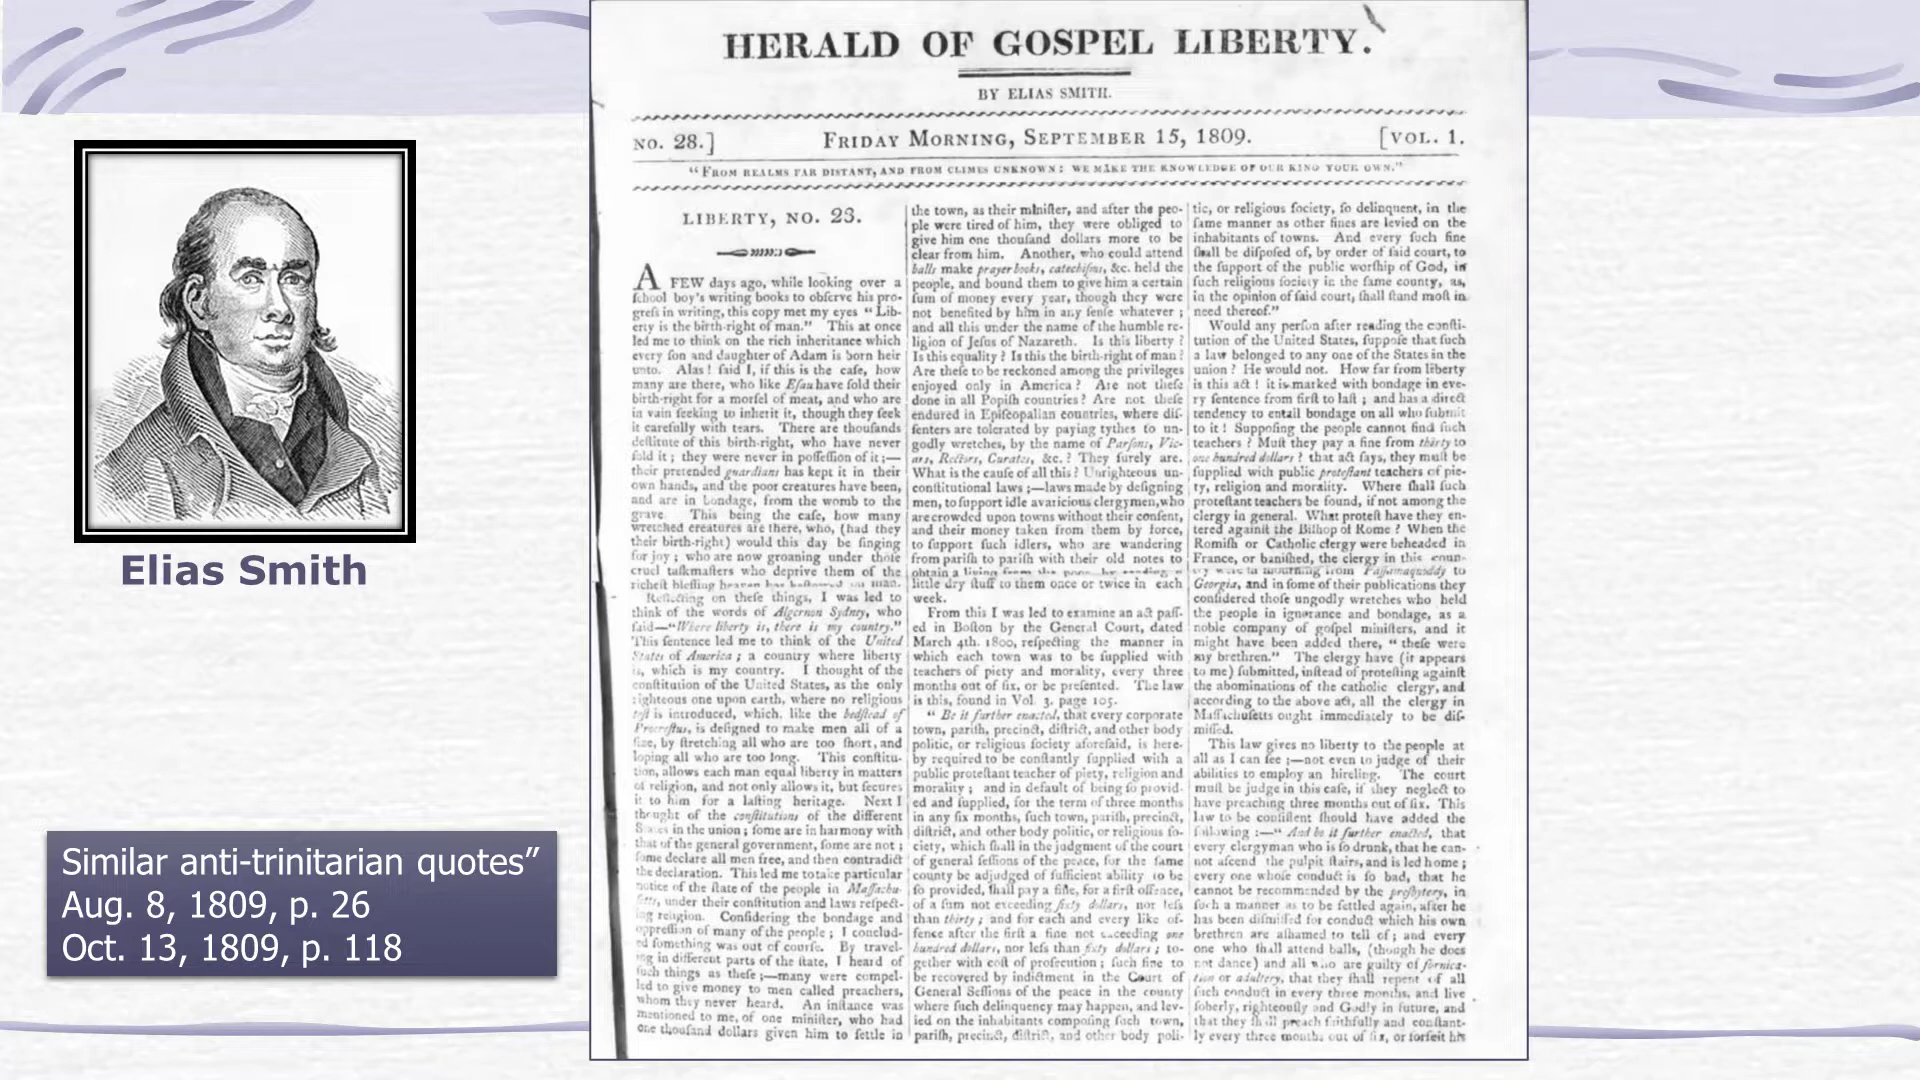 HERALD OF GOSPEL LIBERTY.
BY ELIAS SMITH.
NO. 28.] FRIDAY MORNING, SEPTEMBER 15, 1809. [VOL. 1.
"FROM REALMS FAR DISTANT, AND FROM CLIMES UNKNOWN: WE MAKE THE KNOWLEDGE OF OUR KING YOUR OWN."
LIBERTY, NO. 23.
A FEW days ago, while looking over a
ſchool boy's writing books to obſerve his pro-
greſs in writing, this copy met my eyes "Lib-
erty is the birth-right of man." This at once
led me to think on the rich inheritance which
every ſon and daughter of Adam is born heir
unto. Alas! ſaid I, if this is the caſe, how
many are there, who like Eſau have ſold their
birth-right for a morſel of meat, and who are
in vain ſeeking to inherit it, though they ſeek
it carefully with tears. There are thouſands
deſtitute of this birth-right, who have never
ſold it; they were never in poſſeſſion of it;—
their pretended guardians has kept it in their
own hands, and the poor creatures have been,
and are in bondage, from the womb to the
grave. This being the caſe, how many
wretched creatures are there, who, (had they
their birth-right) would this day be ſinging
for joy; who are now groaning under thoſe
cruel taſkmaſters who deprive them of the
richeſt bleſſing heaven has beſtowed on man.
Reflecting on theſe things, I was led to
think of the words of Algernon Sydney, who
ſaid—"Where liberty is, there is my country."
This ſentence led me to think of the United
States of America; a country where liberty
is, which is my country. I thought of the
conſtitution of the United States, as the only
righteous one upon earth, where no religious
teſt is introduced, which, like the bedſtead of
Procruſtus, is deſigned to make men all of a
ſize, by ſtretching all who are too ſhort, and
loping all who are too long. This conſtitu-
tion, allows each man equal liberty in matters
of religion, and not only allows it, but ſecures
it to him for a laſting heritage. Next I
thought of the conſtitutions of the different
States in the union; ſome are in harmony with
that of the general government, ſome are not;
ſome declare all men free, and then contradict
the declaration. This led me to take particular
notice of the ſtate of the people in Maſſachu-
ſetts, under their conſtitution and laws reſpect-
ing religion. Conſidering the bondage and
oppreſſion of many of the people; I conclud-
ed ſomething was out of courſe. By travel-
ing in different parts of the ſtate, I heard of
ſuch things as theſe;—many were compel-
led to give money to men called preachers,
whom they never heard. An inſtance was
mentioned to me, of one miniſter, who had
one thouſand dollars given him to ſettle in
the town, as their miniſter, and after the peo-
ple were tired of him, they were obliged to
give him one thouſand dollars more to be
clear from him. Another, who could attend
balls make prayer books, catechiſms, &c. held the
people, and bound them to give him a certain
ſum of money every year, though they were
not benefited by him in any ſenſe whatever;
and all this under the name of the humble re-
ligion of Jeſus of Nazareth. Is this liberty?
Is this equality? Is this the birth-right of man?
Are theſe to be reckoned among the privileges
enjoyed only in America? Are not theſe
done in all Popiſh countries? Are not theſe
endured in Epiſcopalian countries, where diſ-
ſenters are tolerated by paying tythes to un-
godly wretches, by the name of Parſons, Vic-
ars, Rectors, Curates, &c.? They ſurely are.
What is the cauſe of all this? Unrighteous un-
conſtitutional laws;—laws made by deſigning
men, to ſupport idle avaricious clergymen, who
are crowded upon towns without their conſent,
and their money taken from them by force,
to ſupport ſuch idlers, who are wandering
from pariſh to pariſh with their old notes to
obtain a living from the poor, by reading a
little dry ſtuff to them once or twice in each
week.
From this I was led to examine an act paſſ-
ed in Boſton by the General Court, dated
March 4th. 1800, reſpecting the manner in
which each town was to be ſupplied with
teachers of piety and morality, every three
months out of ſix, or be preſented. The law
is this, found in Vol. 3. page 105.
"Be it further enacted, that every corporate
town, pariſh, precinct, diſtrict, and other body
politic, or religious ſociety aforeſaid, is here-
by required to be conſtantly ſupplied with a
public proteſtant teacher of piety, religion and
morality; and in default of being ſo provid-
ed and ſupplied, for the term of three months
in any ſix months, ſuch town, pariſh, precinct,
diſtrict, and other body politic, or religious ſo-
ciety, which ſhall in the judgment of the court
of general ſeſſions of the peace, for the ſame
county be adjudged of ſufficient ability to be
ſo provided, ſhall pay a fine, for a firſt offence,
of a ſum not exceeding ſixty dollars, nor leſs
than thirty; and for each and every like of-
fence after the firſt a fine not exceeding one
hundred dollars, nor leſs than ſixty dollars; to-
gether with coſt of proſecution; ſuch fine to
be recovered by indictment in the Court of
General Seſſions of the peace in the county
where ſuch delinquency may happen, and lev-
ied on the inhabitants compoſing ſuch town,
pariſh, precinct, diſtrict, and other body poli-
tic, or religious ſociety, ſo delinquent, in the
ſame manner as other fines are levied on the
inhabitants of towns. And every ſuch fine
ſhall be diſpoſed of, by order of ſaid court, to
the ſupport of the public worſhip of God, in
ſuch religious ſociety in the ſame county, as,
in the opinion of ſaid court, ſhall ſtand moſt in
need thereof."
Would any perſon after reading the conſti-
tution of the United States, ſuppoſe that ſuch
a law belonged to any one of the States in the
union? He would not. How far from liberty
is this act! it is marked with bondage in eve-
ry ſentence from firſt to laſt; and has a direct
tendency to entail bondage on all who ſubmit
to it! Suppoſing the people cannot find ſuch
teachers? Muſt they pay a fine from thirty to
one hundred dollars? that act ſays, they muſt be
ſupplied with public proteſtant teachers of pie-
ty, religion and morality. Where ſhall ſuch
proteſtant teachers be found, if not among the
clergy in general. What proteſt have they en-
tered againſt the Biſhop of Rome? When the
Romiſh or Catholic clergy were beheaded in
France, or baniſhed, the clergy in this coun-
try were in mourning from Paſſamaquoddy to
Georgia, and in ſome of their publications they
conſidered thoſe ungodly wretches who held
the people in ignorance and bondage, as a
noble company of goſpel miniſters, and it
might have been added there, "theſe were
my brethren." The clergy have (it appears
to me) ſubmitted, inſtead of proteſting againſt
the abominations of the catholic clergy, and
according to the above act, all the clergy in
Maſſachuſetts ought immediately to be diſ-
miſſed.
This law gives no liberty to the people at
all as I can ſee;—not even to judge of their
abilities to employ an hireling. The court
muſt be judge in this caſe, if they neglect to
have preaching three months out of ſix. This
law to be conſiſtent ſhould have added the
following:—"And be it further enacted, that
every clergyman who is ſo drunk, that he can-
not aſcend the pulpit ſtairs, and is led home;
every one whoſe conduct is ſo bad, that he
cannot be recommended by the preſbytery, in
ſuch a manner as to be ſettled again, after he
has been diſmiſſed for conduct which his own
brethren are aſhamed to tell of; and every
one who ſhall attend balls, (though he does
not dance) and all who are guilty of fornica-
tion or adultery, that they ſhall repent of all
ſuch conduct in every three months, and live
ſoberly, righteouſly and Godly in future, and
that they ſhall preach faithfully and conſtant-
ly every three months out of ſix, or forfeit his
Elias Smith
Similar anti-trinitarian quotes"
Aug. 8, 1809, p. 26
Oct. 13, 1809, p. 118